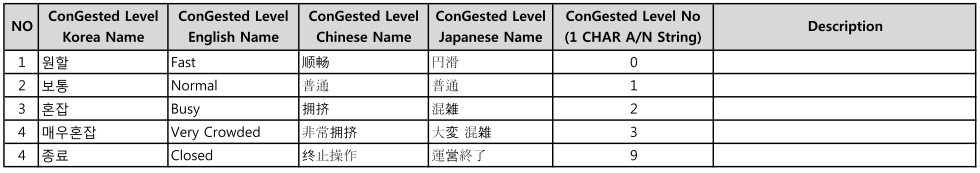 NO ConGested Level Korea Name ConGested Level English Name ConGested Level Chinese Name ConGested Level Japanese Name ConGested Level No (1 CHAR A/N String) Description
1 원할 Fast 顺畅 円滑 0
2 보통 Normal 普通 普通 1
3 혼잡 Busy 拥挤 混雑 2
4 매우혼잡 Very Crowded 非常拥挤 大変 混雑 3
4 종료 Closed 终止操作 運営終了 9